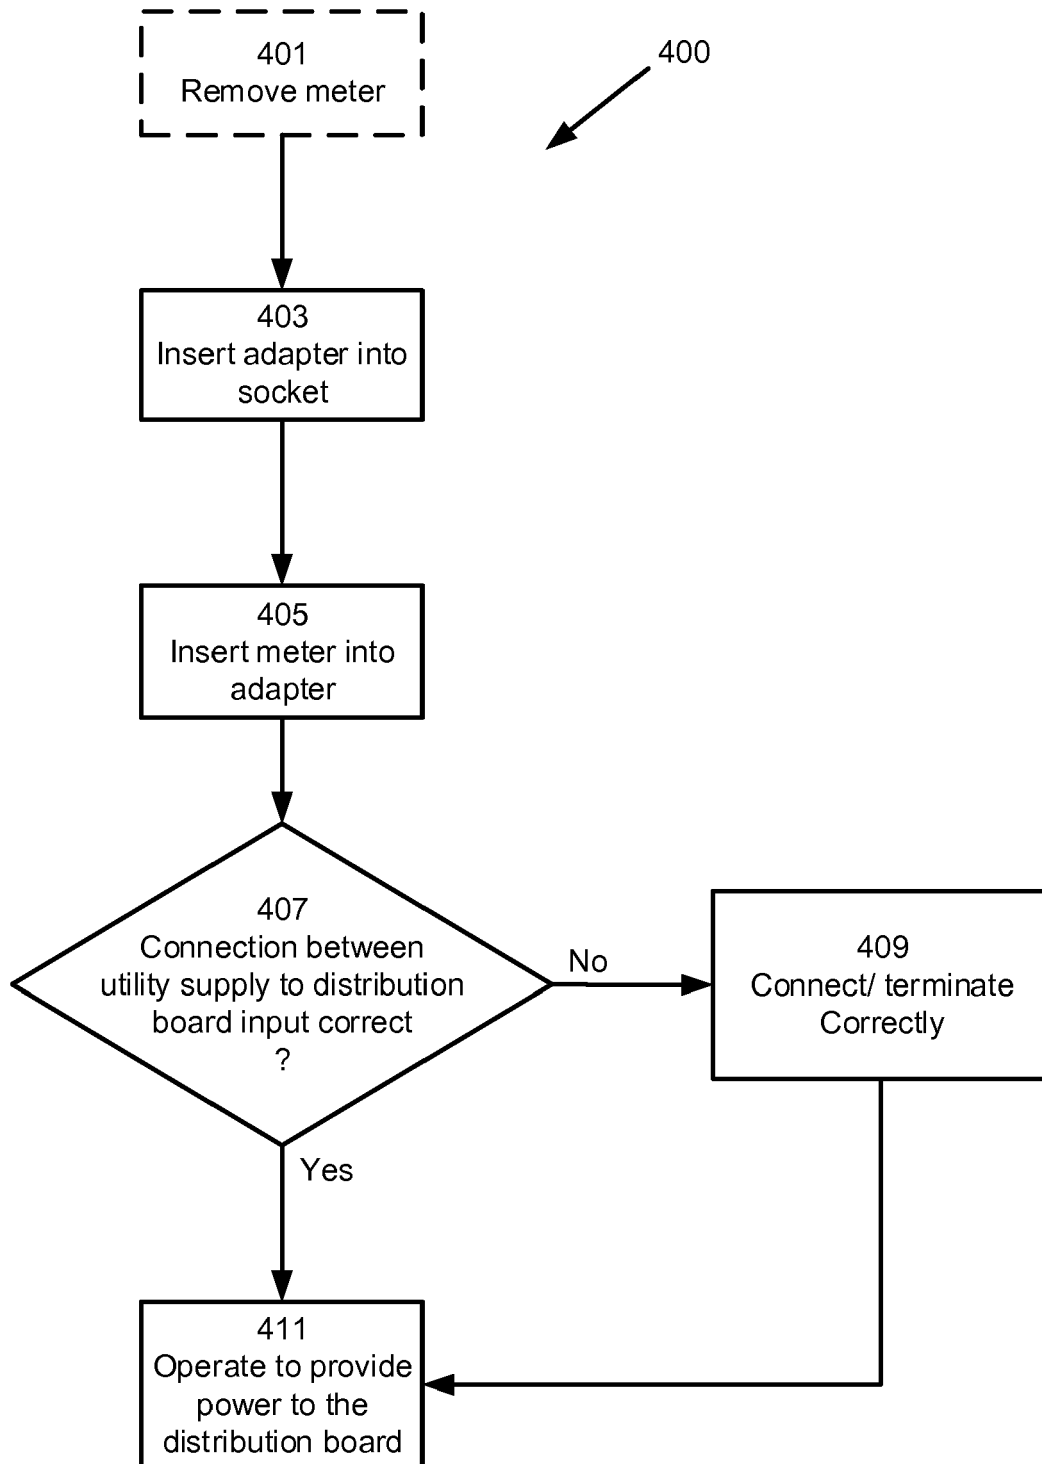 401
Remove meter
400
403
Insert adapter into
socket
405
Insert meter into
adapter
407
Connection between
utility supply to distribution
board input correct
?
No
409
Connect/ terminate
Correctly
Yes
411
Operate to provide
power to the
distribution board